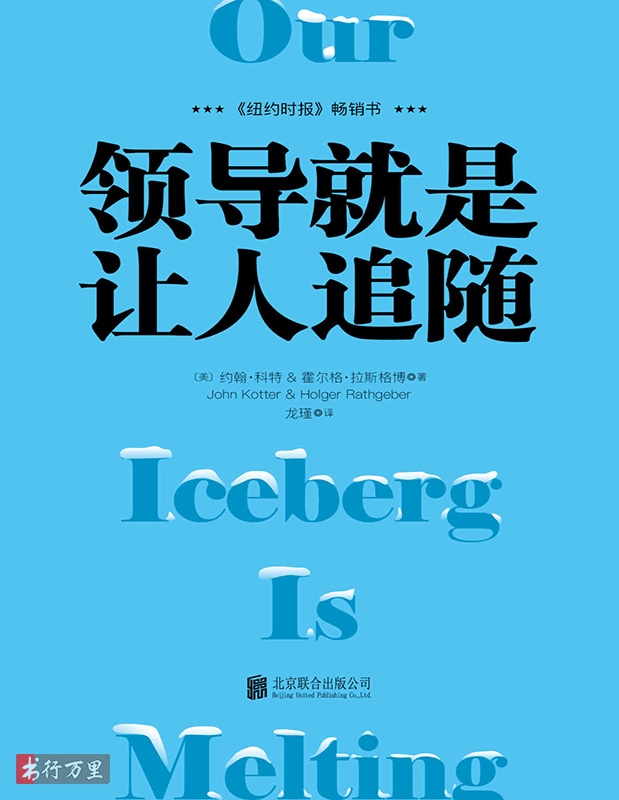 Our
★★★ 《纽约时报》畅销书 ★★★
领导就是
让人追随
〔美〕约翰·科特 & 霍尔格·拉斯格博◎著
John Kotter & Holger Rathgeber
龙瑾◎译
Iceberg
Is
北京联合出版公司
Beijing United Publishing Co.,Ltd.
Melting
书行万里